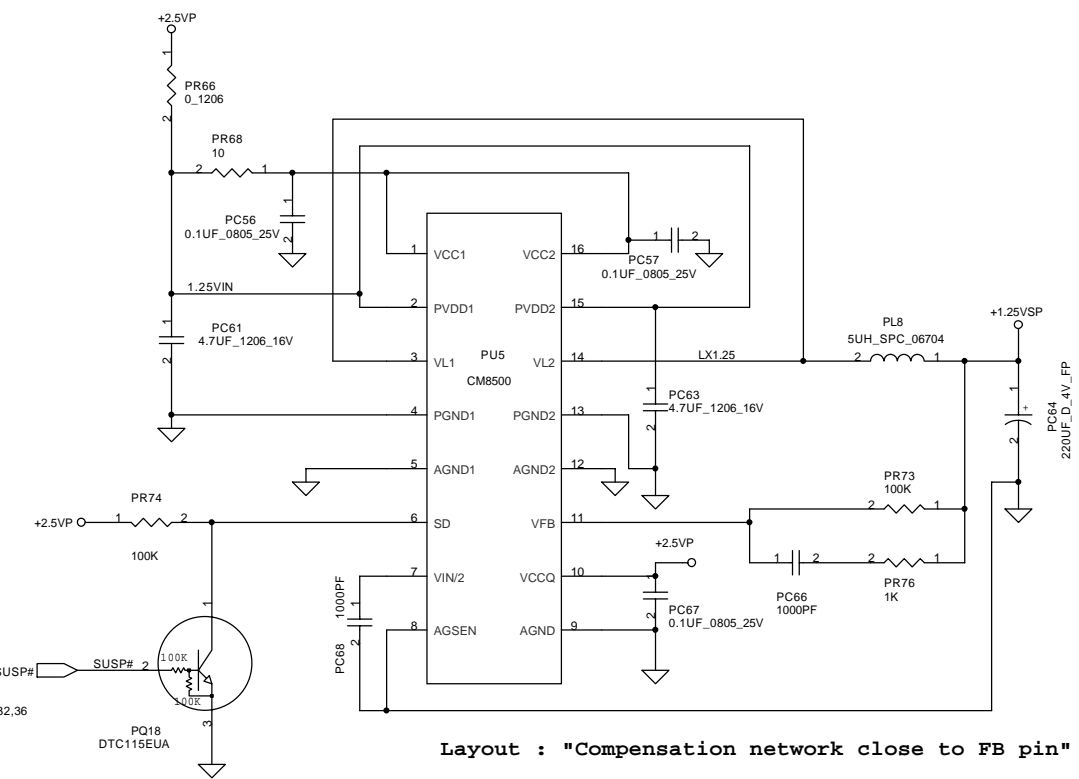 +2.5VP
1
PR66
0_1206
2
PR68
10
2 1
1
PC56
0.1UF_0805_25V
2
1.25VIN
1
PC61
4.7UF_1206_16V
2
1 VCC1
2 PVDD1
3 VL1
4 PGND1
5 AGND1
6 SD
7 VIN/2
8 AGSEN
PU5
CM8500
VCC2 16
PVDD2 15
VL2 14
PGND2 13
AGND2 12
VFB 11
VCCQ 10
AGND 9
1 2
PC57
0.1UF_0805_25V
LX1.25
1
PC63
4.7UF_1206_16V
2
PL8
5UH_SPC_06704
2 1
+1.25VSP
1
+
2
PC64
220UF_D_4V_FP
PR73
100K
2 1
1 2
PC66
1000PF
2 1
PR76
1K
+2.5VP
1
PC67
0.1UF_0805_25V
2
PR74
+2.5VP 1 2
100K
1000PF
1
2
PC68
1
SUSP# SUSP# 2
100K
100K
32,36
3
PQ18
DTC115EUA
Layout : "Compensation network close to FB pin"